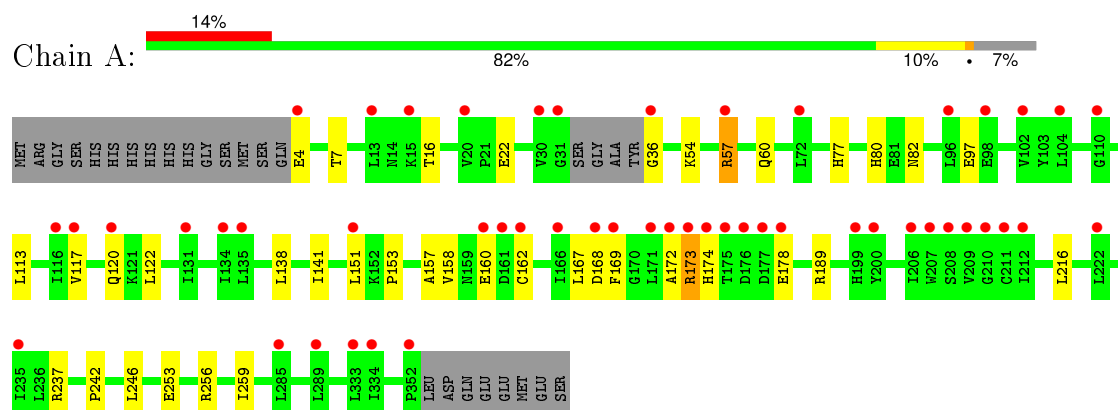 14%
Chain A:
82% 10% • 7%
MET ARG GLY SER HIS HIS HIS HIS HIS HIS GLY SER MET SER GLN E4 T7 L13 N14 K15 T16 V20 P21 E22 V30 G31 SER GLY ALA TYR G36 K54 R57 Q60 L72 H77 H80 E81 N82 L96 E97 E98 V102 Y103 L104 G110
L113 I116 V117 Q120 K121 L122 I131 I134 L135 L138 I141 L151 K152 P153 A157 V158 N159 E160 D161 C162 I166 L167 D168 F169 G170 L171 A172 R173 H174 T175 D176 D177 E178 R189 H199 Y200 I206 W207 S208 V209 G210 C211 I212 L216 L222
I235 L236 R237 P242 L246 E253 R256 I259 L285 L289 L333 I334 P352 LEU ASP GLN GLU GLU MET GLU SER